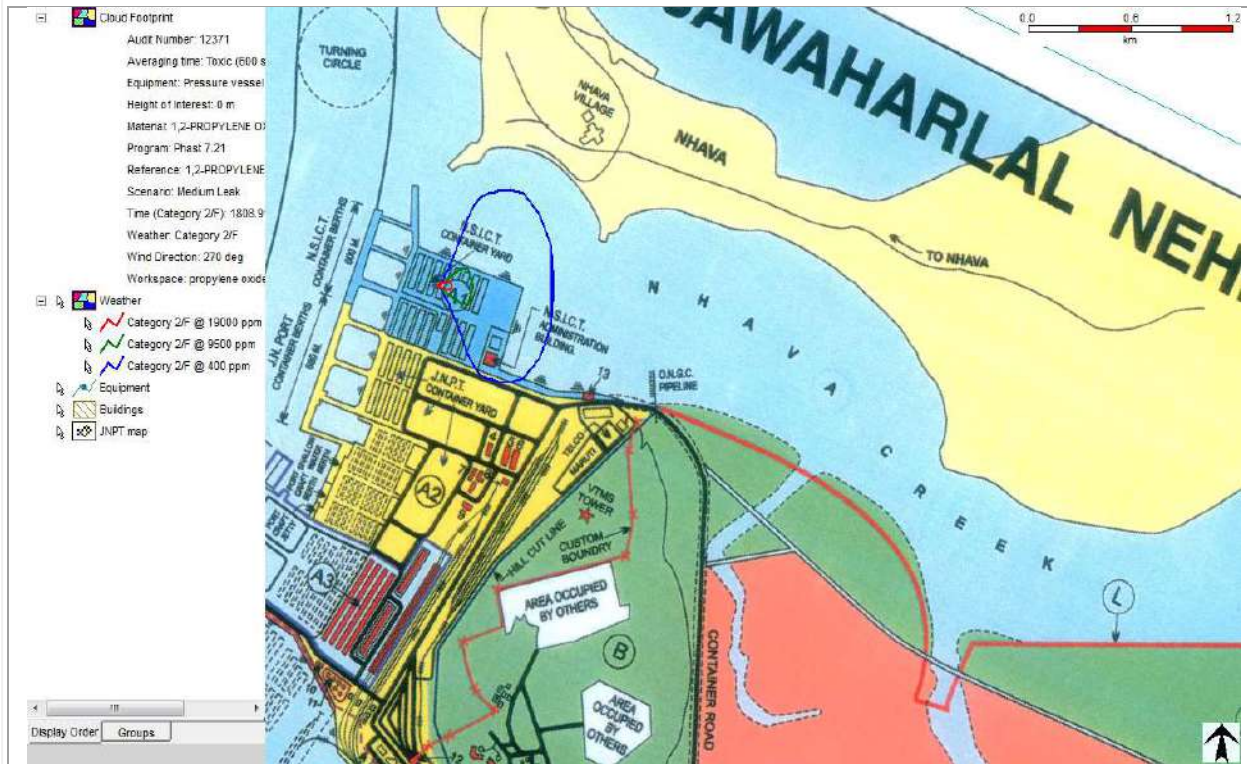 Cloud Footprint
Audit Number: 12371
Averaging time: Toxic (600 s
Equipment: Pressure vessel
Height of Interest: 0 m
Material: 1,2-PROPYLENE O
Program: Phast 7.21
Reference: 1,2-PROPYLENE
Scenario: Medium Leak
Time (Category 2/F): 1808.9
Weather: Category 2/F
Wind Direction: 270 deg
Workspace: propylene oxide
Weather
Category 2/F @ 19000 ppm
Category 2/F @ 9500 ppm
Category 2/F @ 400 ppm
Equipment
Buildings
JNPT map
Display Order
Groups
0.0 0.6 1.2
km
JAWAHARLAL NEH
TURNING
CIRCLE
NHAVA
VILLAGE
NHAVA
TO NHAVA
N.S.I.C.T.
CONTAINER BERTHS
600 M.
N.S.I.C.T.
CONTAINER YARD
N.S.I.C.T.
ADMINISTRATION
BUILDING.
NHAVA CREEK
J.N. PORT
CONTAINER BERTHS
680 M.
J.N.P.T.
CONTAINER YARD
13
O.N.G.C.
PIPELINE
TELCO
MARUTI
A2
VTMS
TOWER
HILL CUT LINE
CUSTOM
BOUNDRY
A3
AREA OCCUPIED
BY OTHERS
B
L
CONTAINER ROAD
AREA
OCCUPIED
BY
OTHERS.
12